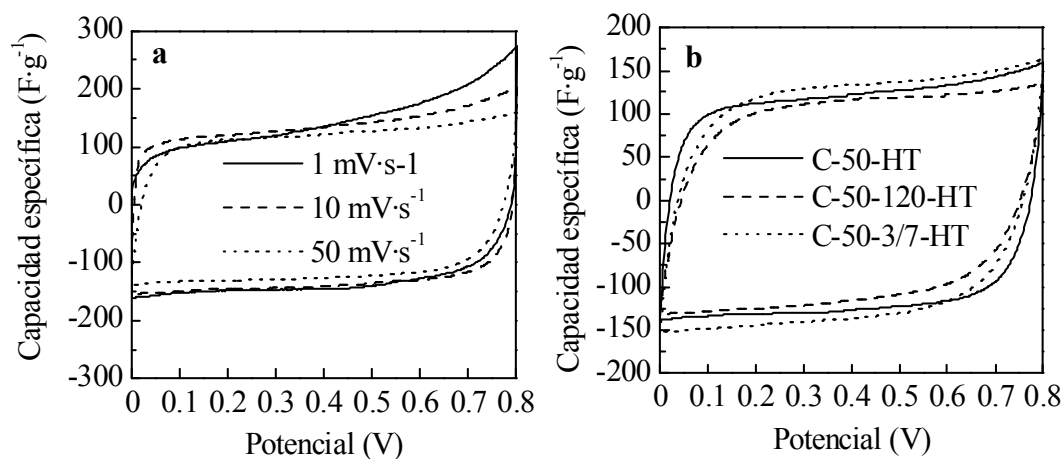 a
Capacidad específica (F·g⁻¹)
300
200
100
0
-100
-200
-300
1 mV·s-1
10 mV·s⁻¹
50 mV·s⁻¹
0 0.1 0.2 0.3 0.4 0.5 0.6 0.7 0.8
Potencial (V)
b
Capacidad específica (F·g⁻¹)
200
150
100
50
0
-50
-100
-150
-200
C-50-HT
C-50-120-HT
C-50-3/7-HT
0 0.1 0.2 0.3 0.4 0.5 0.6 0.7 0.8
Potencial (V)